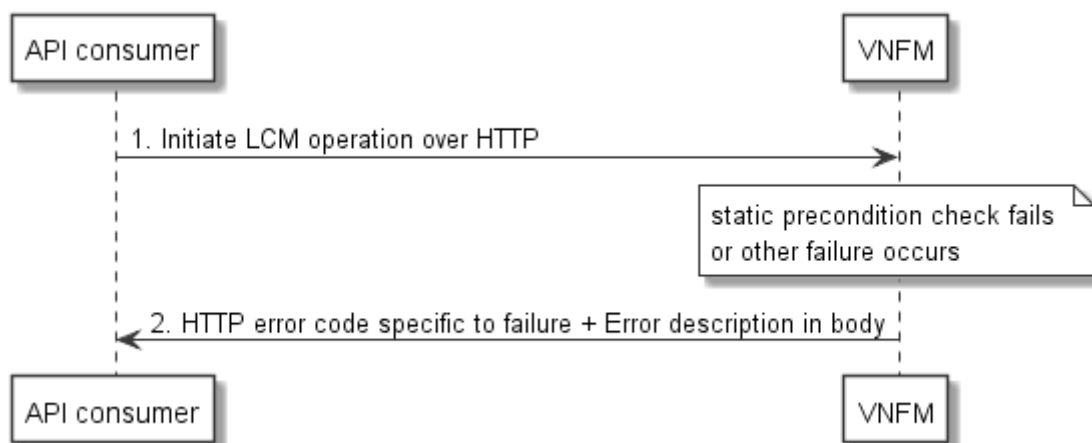 API consumer
VNFM
1. Initiate LCM operation over HTTP
static precondition check fails
or other failure occurs
2. HTTP error code specific to failure + Error description in body
API consumer
VNFM